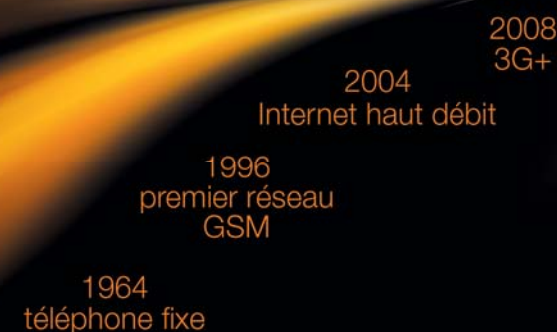 2008
3G+
2004
Internet haut débit
1996
premier réseau
GSM
1964
téléphone fixe